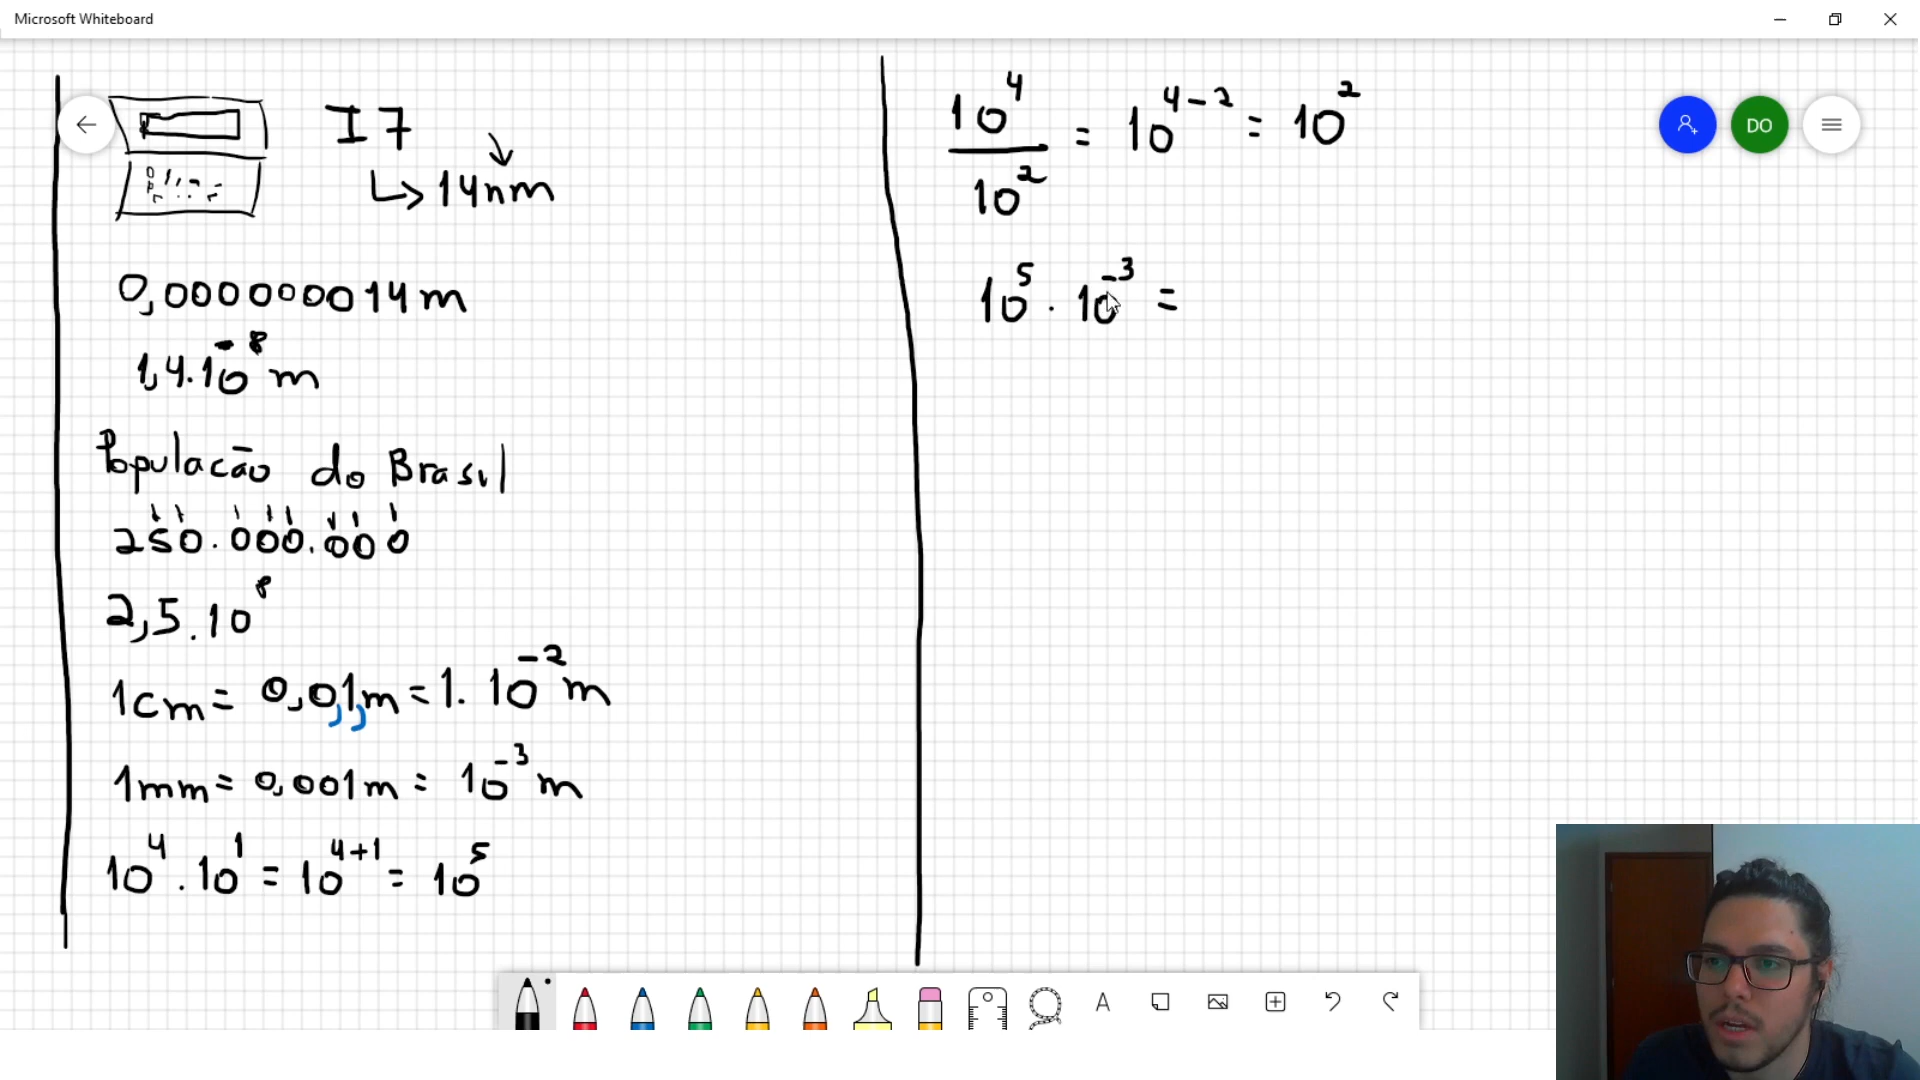 Microsoft Whiteboard
I7
↳ 14nm
0,000000014m
1,4.10⁻⁸ m
População do Brasil
250.000.000
2,5.10⁸
1cm = 0,01m = 1. 10⁻² m
1mm = 0,001m = 10⁻³ m
10⁴ . 10¹ = 10⁴⁺¹ = 10⁵
10⁴/10² = 10⁴⁻² = 10²
10⁵ . 10⁻³ =
DO
A